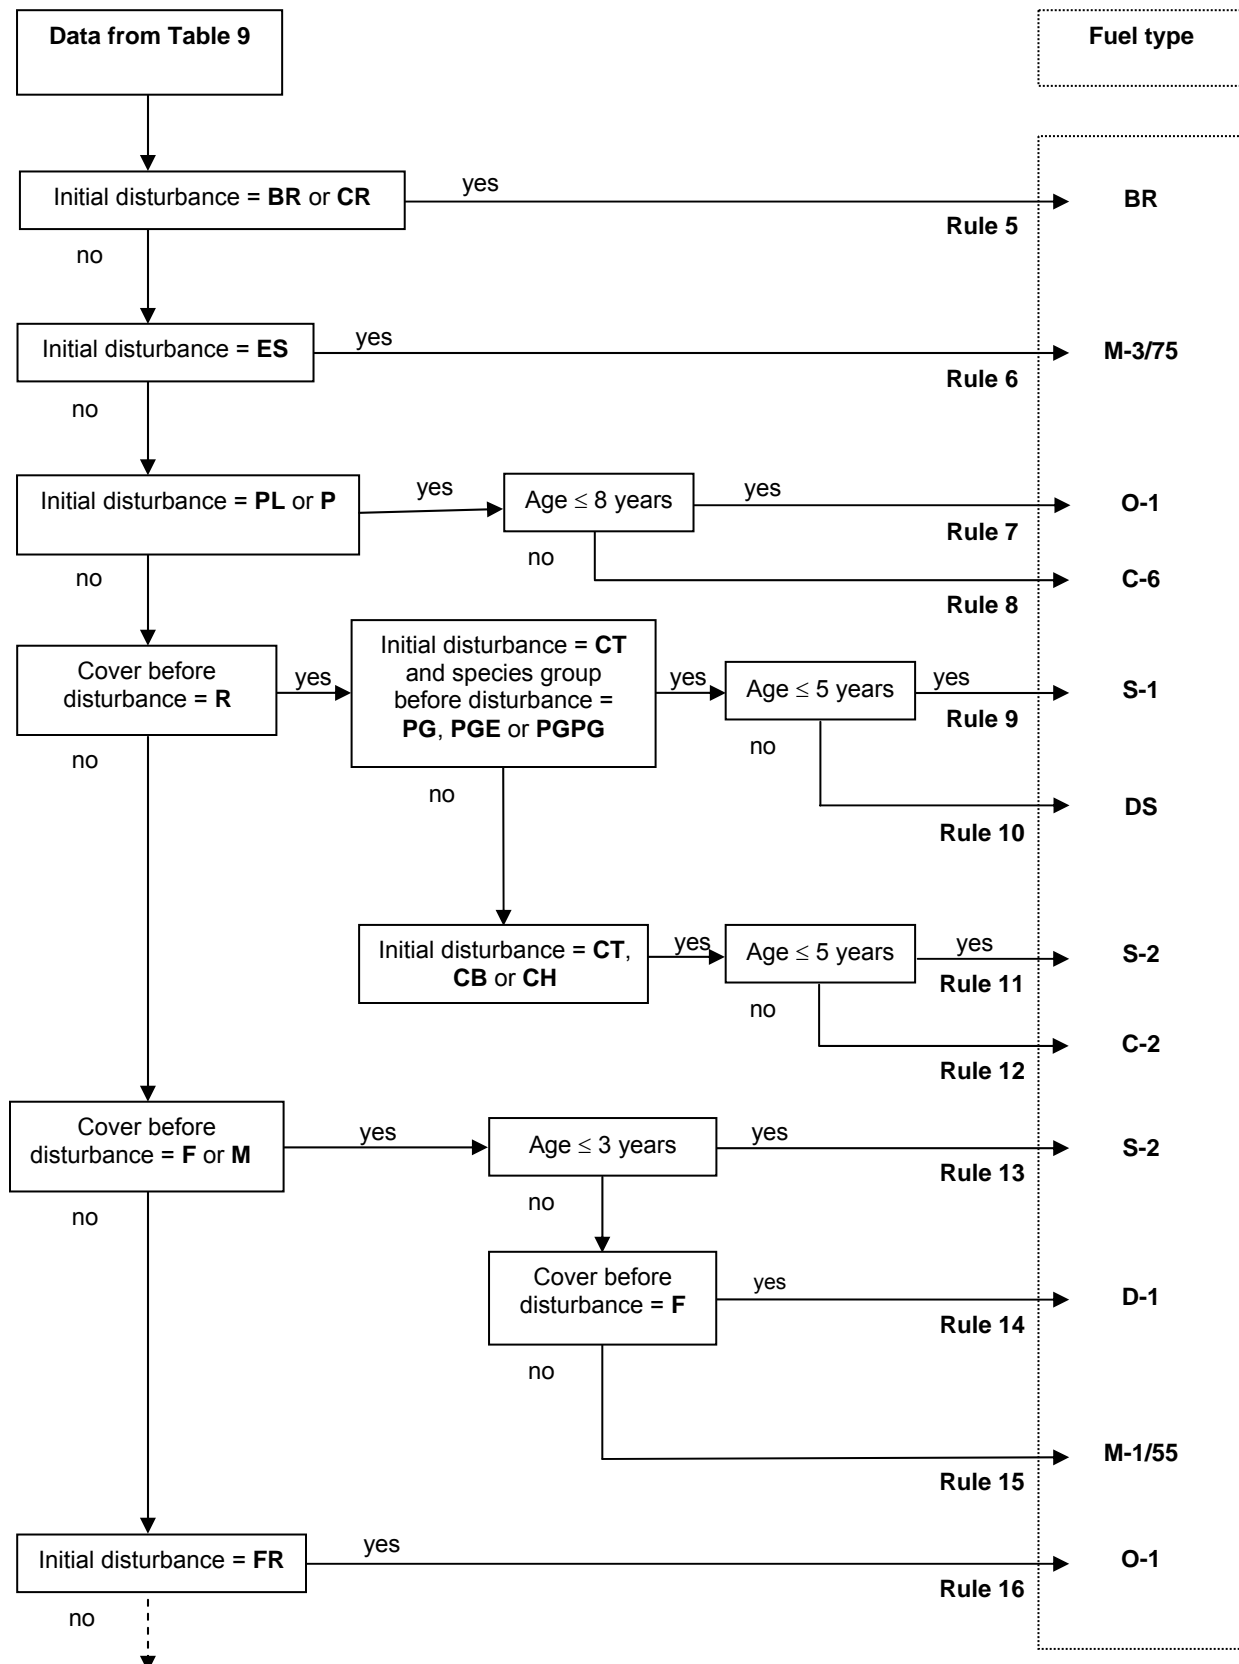 Data from Table 9
Fuel type
Initial disturbance = BR or CR
yes
Rule 5
BR
no
Initial disturbance = ES
yes
Rule 6
M-3/75
no
Initial disturbance = PL or P
yes
Age ≤ 8 years
yes
Rule 7
O-1
no
no
Rule 8
C-6
Cover before
disturbance = R
yes
Initial disturbance = CT
and species group
before disturbance =
PG, PGE or PGPG
yes
Age ≤ 5 years
yes
Rule 9
S-1
no
no
no
Rule 10
DS
Initial disturbance = CT,
CB or CH
yes
Age ≤ 5 years
yes
Rule 11
S-2
no
Rule 12
C-2
Cover before
disturbance = F or M
yes
Age ≤ 3 years
yes
Rule 13
S-2
no
no
Cover before
disturbance = F
yes
Rule 14
D-1
no
Rule 15
M-1/55
Initial disturbance = FR
yes
Rule 16
O-1
no